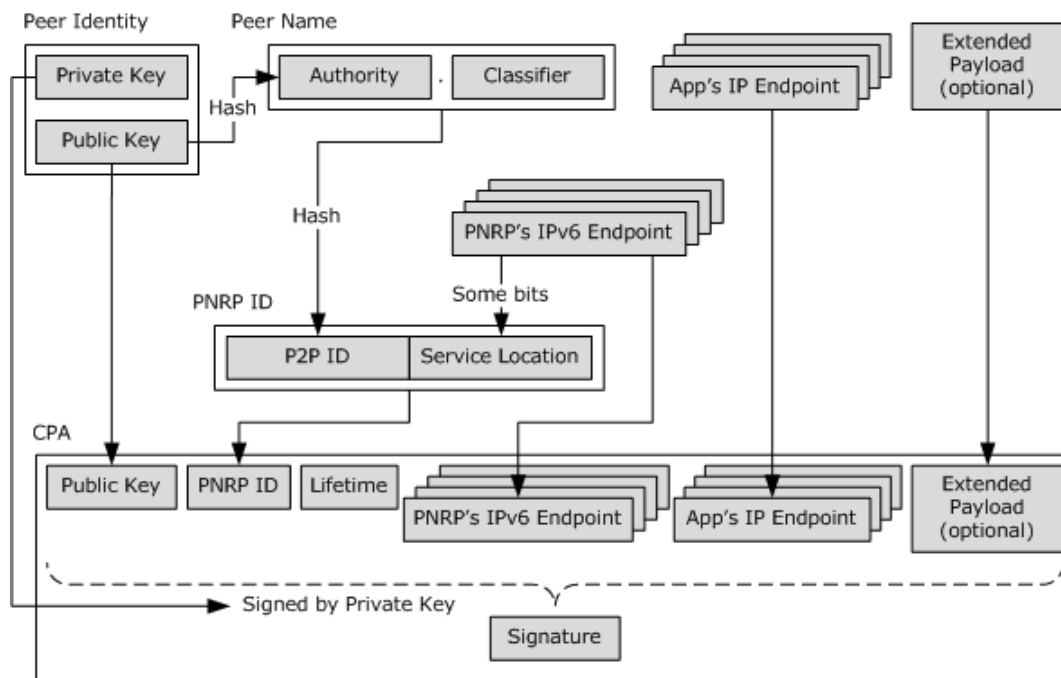 Peer Identity
Peer Name
Private Key
Public Key
Hash
Authority
.
Classifier
App's IP Endpoint
Extended
Payload
(optional)
Hash
PNRP's IPv6 Endpoint
Some bits
PNRP ID
P2P ID
Service Location
CPA
Public Key
PNRP ID
Lifetime
PNRP's IPv6 Endpoint
App's IP Endpoint
Extended
Payload
(optional)
Signed by Private Key
Signature